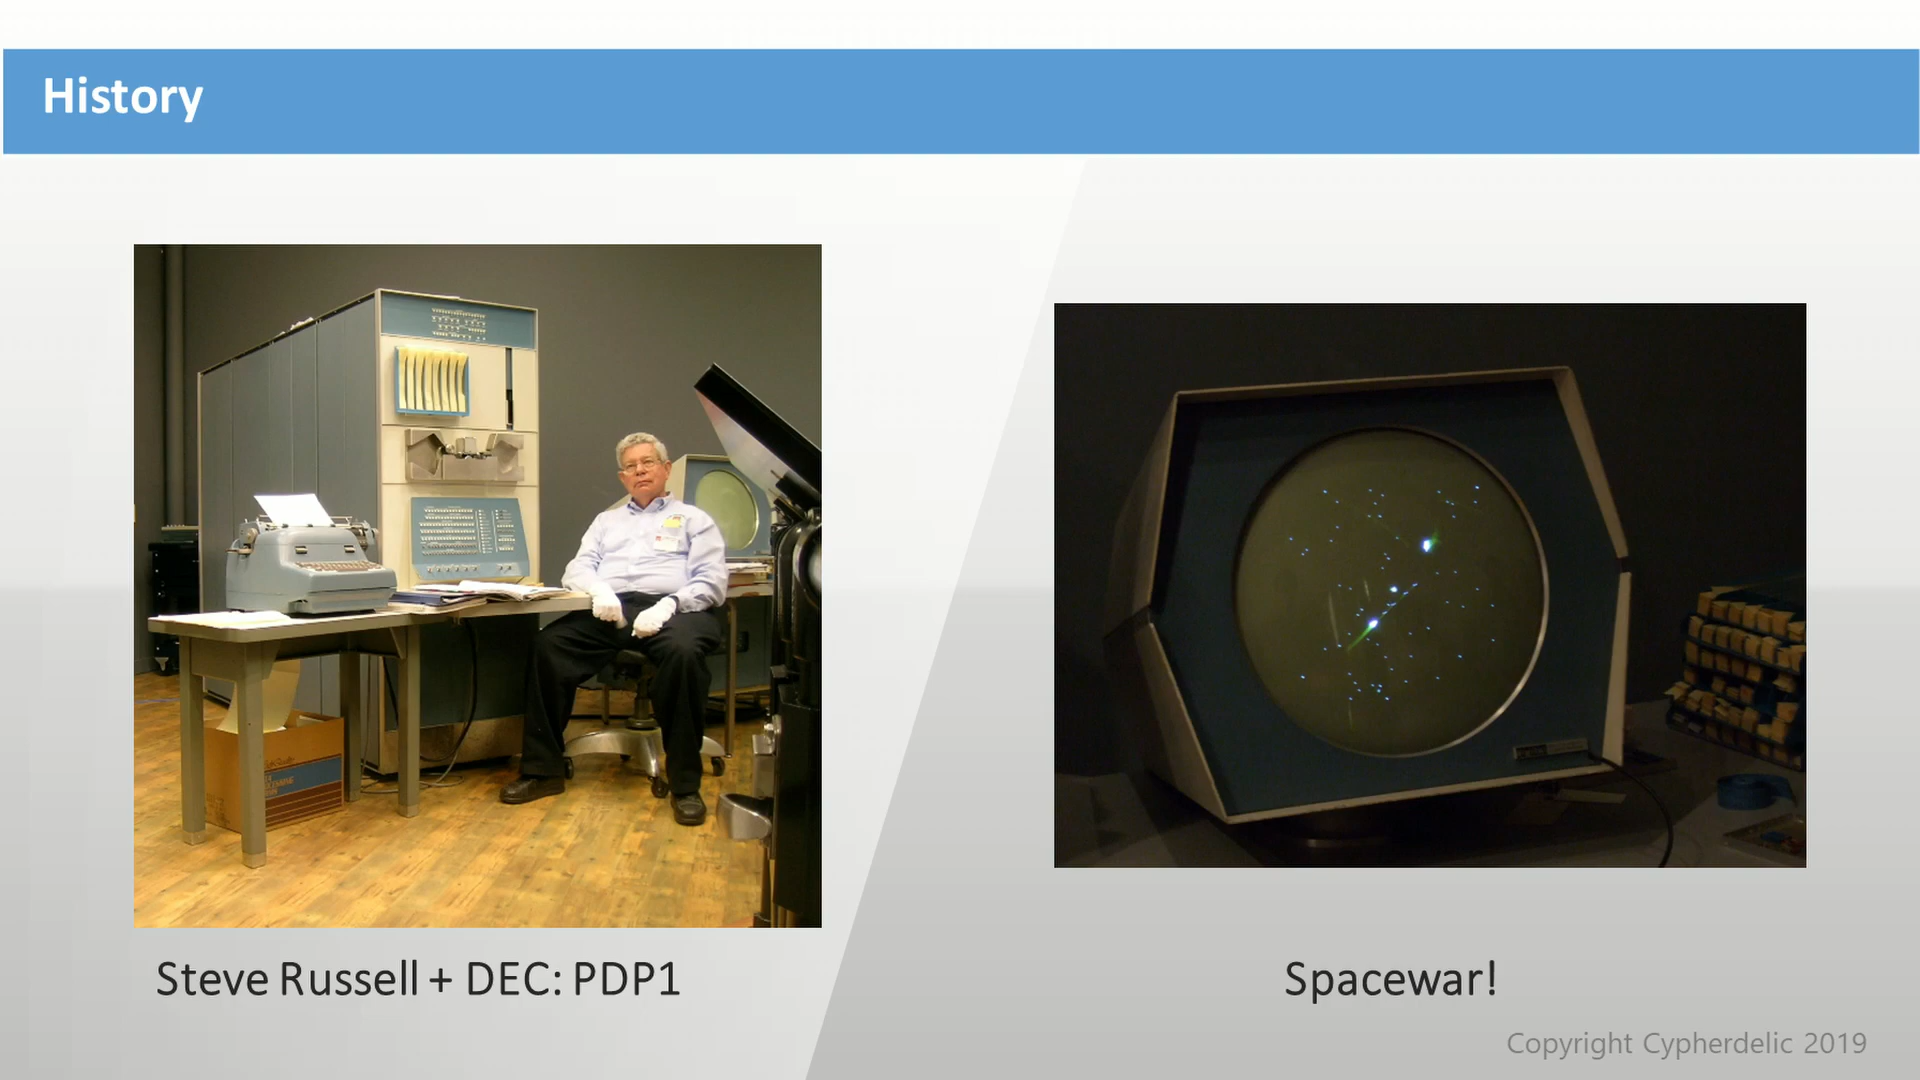 History
Steve Russell + DEC: PDP1
Spacewar!
Copyright Cypherdelic 2019